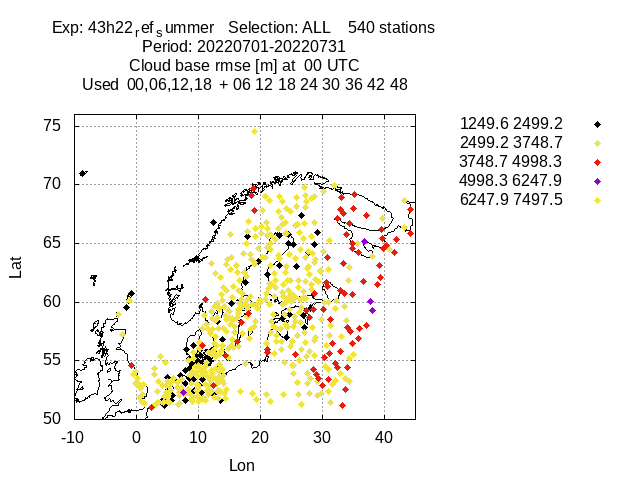 Exp: 43h22refsummer   Selection: ALL    540 stations
Period: 20220701-20220731
Cloud base rmse [m] at  00 UTC
Used  00,06,12,18  + 06 12 18 24 30 36 42 48
1249.6 2499.2
2499.2 3748.7
3748.7 4998.3
4998.3 6247.9
6247.9 7497.5
75
70
65
60
55
50
Lat
-10 0 10 20 30 40
Lon